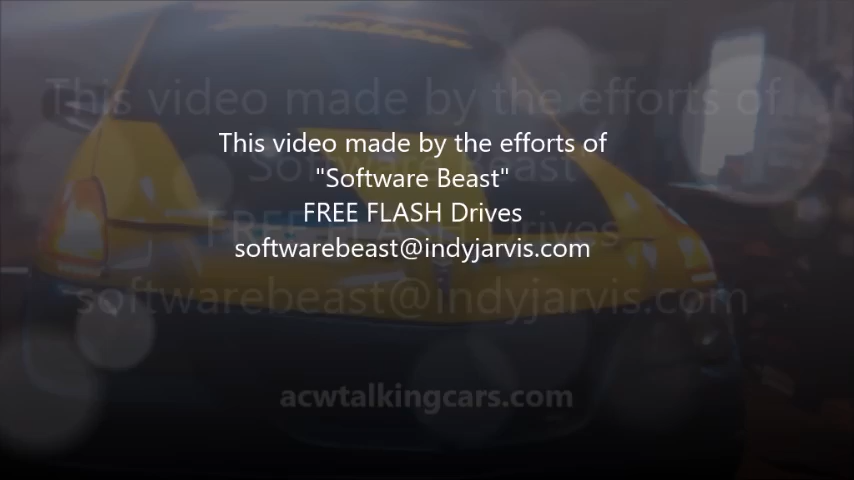 This video made by the efforts of
"Software Beast"
FREE FLASH Drives
softwarebeast@indyjarvis.com
acwtalkingcars.com